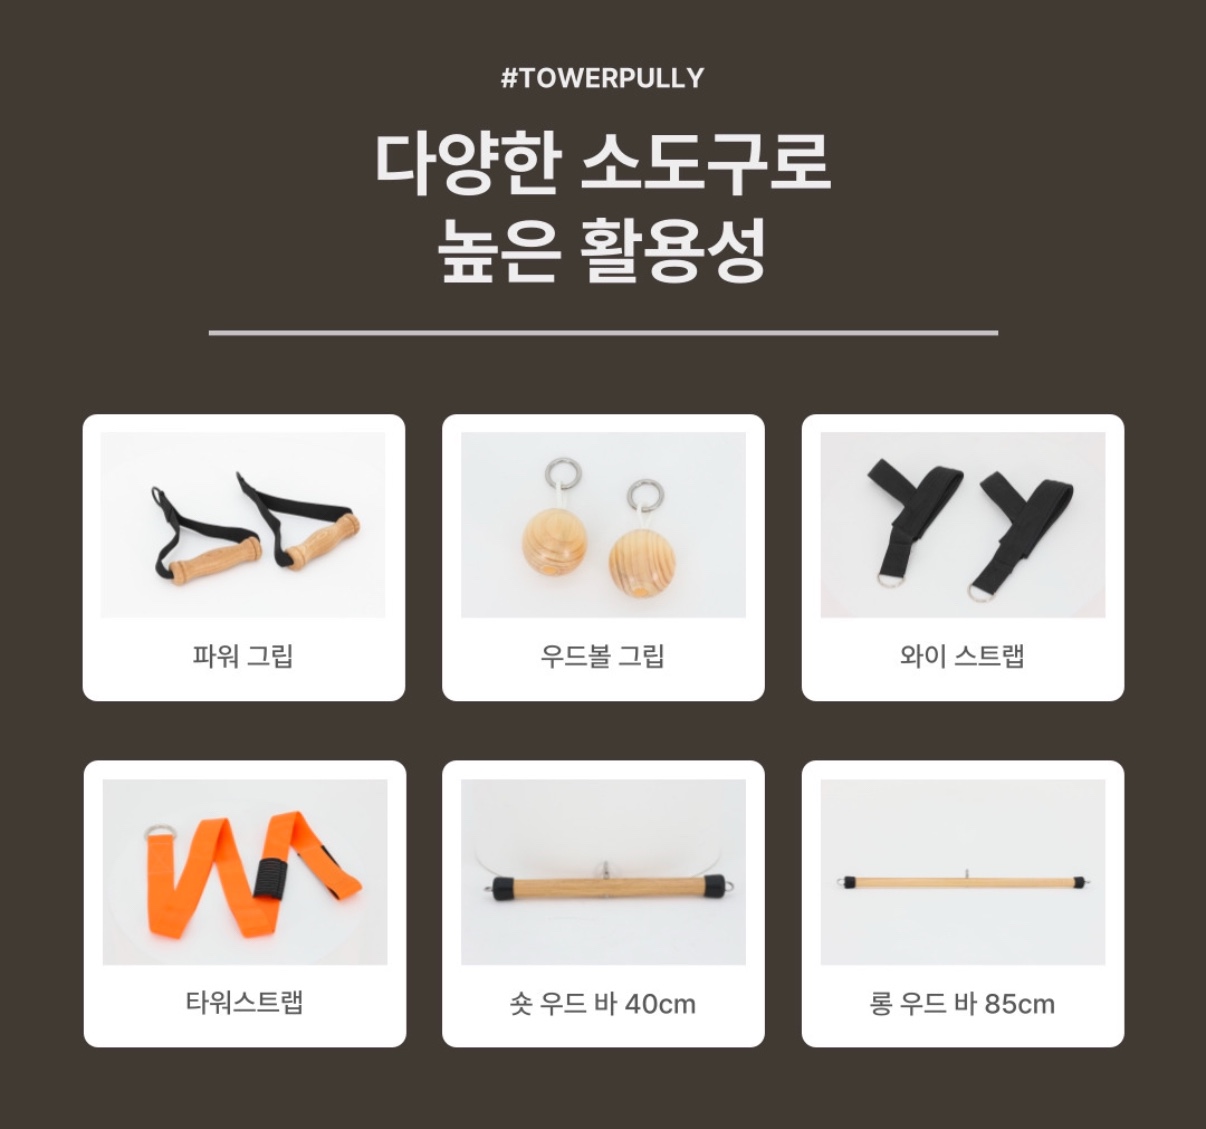 #TOWERPULLY
다양한 소도구로
높은 활용성
파워 그립
우드볼 그립
와이 스트랩
타워스트랩
숏 우드 바 40cm
롱 우드 바 85cm